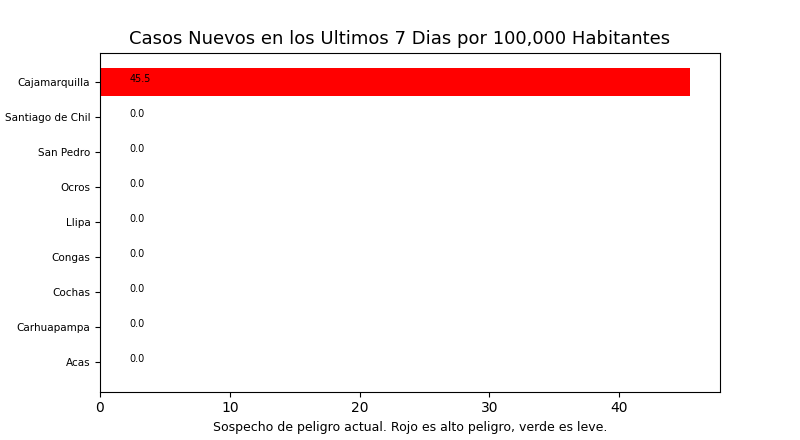 Casos Nuevos en los Ultimos 7 Dias por 100,000 Habitantes
Cajamarquilla 45.5
Santiago de Chil 0.0
San Pedro 0.0
Ocros 0.0
Llipa 0.0
Congas 0.0
Cochas 0.0
Carhuapampa 0.0
Acas 0.0
0 10 20 30 40
Sospecho de peligro actual. Rojo es alto peligro, verde es leve.